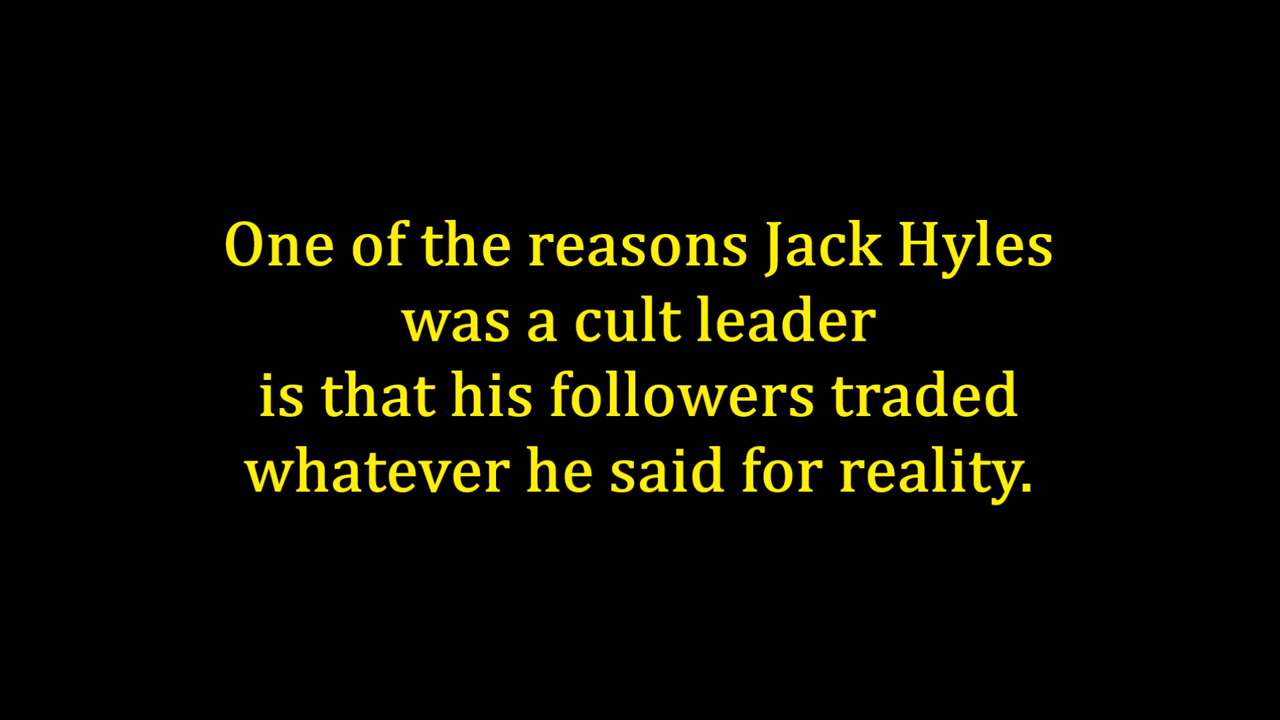 One of the reasons Jack Hyles
was a cult leader
is that his followers traded
whatever he said for reality.